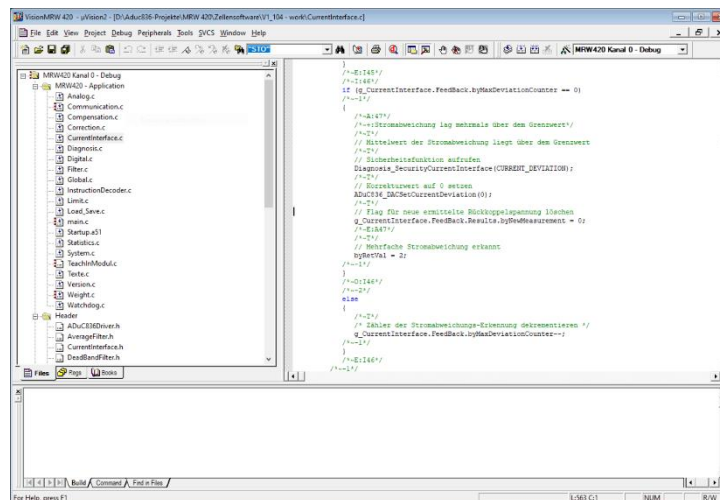 VisionMRW 420 - µVision2 - [D:\Aduc836-Projekte\MRW 420\Zellensoftware\V1_104 - work\CurrentInterface.c]
File Edit View Project Debug Peripherals Tools SVCS Window Help
"STO"
MRW420 Kanal 0 - Debug
MRW420 Kanal 0 - Debug
MRW420 - Application
Analog.c
Communication.c
Compensation.c
Correction.c
CurrentInterface.c
Diagnosis.c
Digital.c
Filter.c
Global.c
InstructionDecoder.c
Limit.c
Load_Save.c
main.c
Startup.a51
Statistics.c
System.c
TeachInModul.c
Texte.c
Version.c
Weight.c
Watchdog.c
Header
ADuC836Driver.h
AverageFilter.h
CurrentInterface.h
DeadBandFilter.h
Files Regs Books
}
/*~E:I45*/
/*~I:46*/
if (g_CurrentInterface.FeedBack.byMaxDeviationCounter == 0)
/*~-1*/
{
/*~A:47*/
/*~+:Stromabweichung lag mehrmals über dem Grenzwert*/
/*~T*/
// Mittelwert der Stromabweichung liegt über dem Grenzwert
/*~T*/
// Sicherheitsfunktion aufrufen
Diagnosis_SecurityCurrentInterface(CURRENT_DEVIATION);
/*~T*/
// Korrekturwert auf 0 setzen
ADuC836_DACSetCurrentDeviation(0);
/*~T*/
// Flag für neue ermittelte Rückkoppelspannung löschen
g_CurrentInterface.FeedBack.Results.byNewMeasurement = 0;
/*~E:A47*/
/*~T*/
// Mehrfache Stromabweichung erkannt
byRetVal = 2;
/*~-1*/
}
/*~O:I46*/
/*~-2*/
else
{
/*~T*/
/* Zähler der Stromabweichungs-Erkennung dekrementieren */
g_CurrentInterface.FeedBack.byMaxDeviationCounter--;
/*~-1*/
}
/*~E:I46*/
/*~-1*/
Build Command Find in Files
For Help, press F1
L:563 C:1 NUM R/W